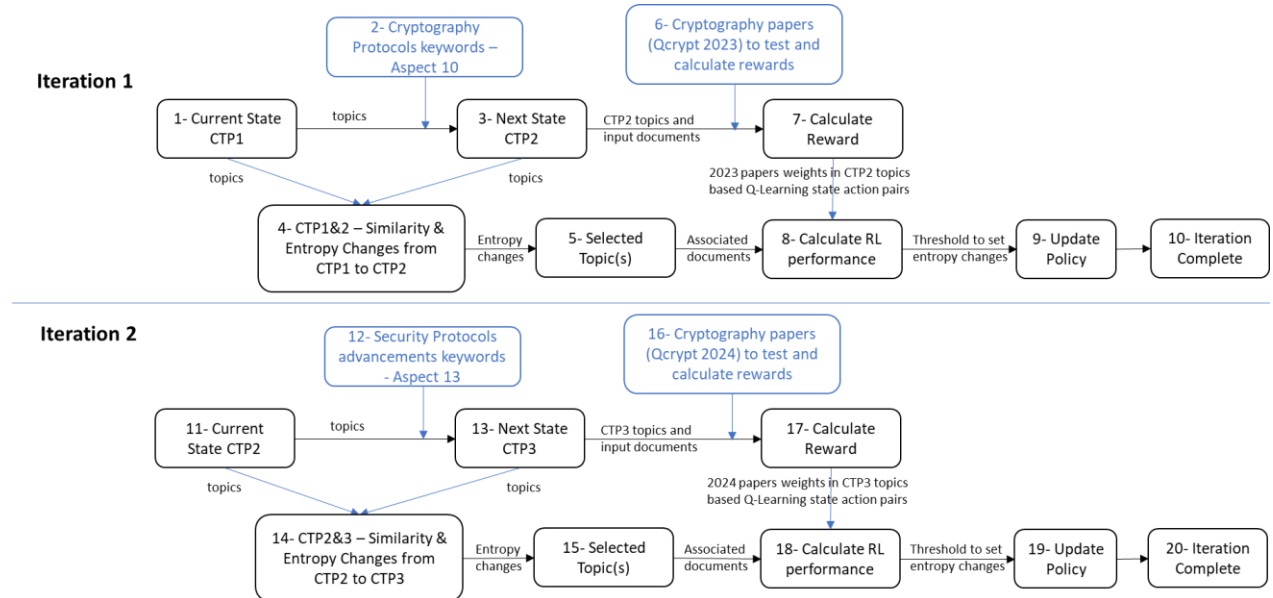 2- Cryptography
Protocols keywords –
Aspect 10
6- Cryptography papers
(Qcrypt 2023) to test and
calculate rewards
Iteration 1
1- Current State
CTP1
topics
3- Next State
CTP2
CTP2 topics and
input documents
7- Calculate
Reward
topics
topics
2023 papers weights in CTP2 topics
based Q-Learning state action pairs
4- CTP1&2 – Similarity &
Entropy Changes from
CTP1 to CTP2
Entropy
changes
5- Selected
Topic(s)
Associated
documents
8- Calculate RL
performance
Threshold to set
entropy changes
9- Update
Policy
10- Iteration
Complete
Iteration 2
12- Security Protocols
advancements keywords
- Aspect 13
16- Cryptography papers
(Qcrypt 2024) to test and
calculate rewards
11- Current
State CTP2
topics
13- Next State
CTP3
CTP3 topics and
input documents
17- Calculate
Reward
topics
topics
2024 papers weights in CTP3 topics
based Q-Learning state action pairs
14- CTP2&3 – Similarity &
Entropy Changes from
CTP2 to CTP3
Entropy
changes
15- Selected
Topic(s)
Associated
documents
18- Calculate RL
performance
Threshold to set
entropy changes
19- Update
Policy
20- Iteration
Complete